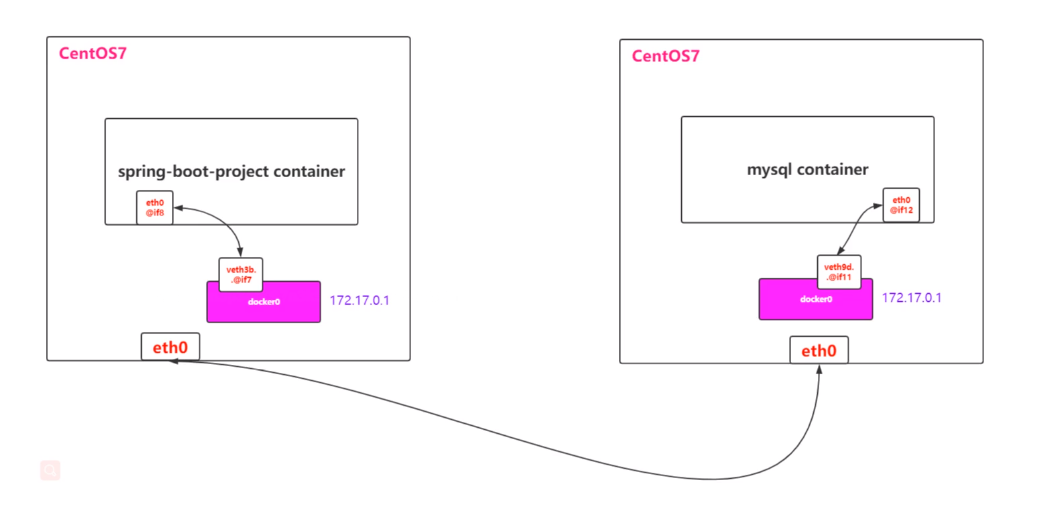 CentOS7
spring-boot-project container
eth0
@if8
veth3b.
.@if7
docker0
172.17.0.1
eth0
CentOS7
mysql container
eth0
@if12
veth9d.
.@if11
docker0
172.17.0.1
eth0